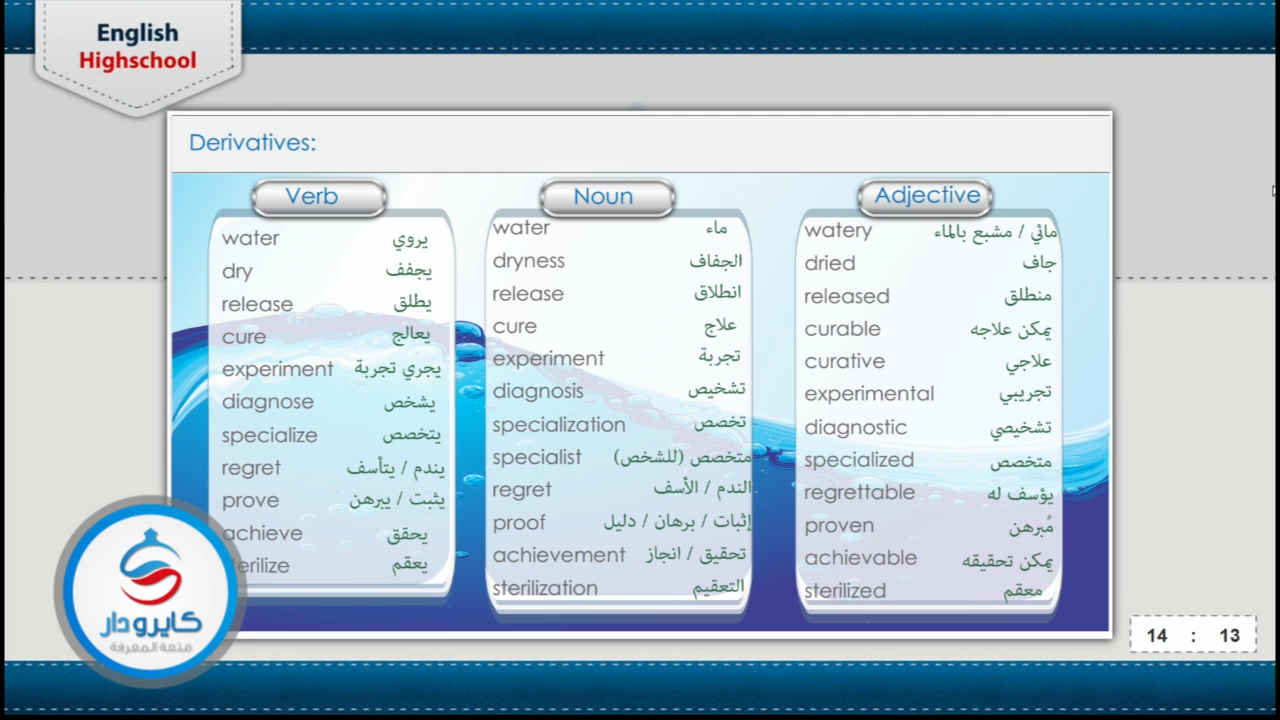 English
Highschool
Derivatives:
Verb
water يروي
dry يجفف
release يطلق
cure يعالج
experiment يجري تجربة
diagnose يشخص
specialize يتخصص
regret يندم / يتأسف
prove يثبت / يبرهن
achieve يحقق
erilize يعقم
Noun
water ماء
dryness الجفاف
release انطلاق
cure علاج
experiment تجربة
diagnosis تشخيص
specialization تخصص
specialist متخصص (للشخص)
regret الندم / الأسف
proof إثبات / برهان / دليل
achievement تحقيق / انجاز
sterilization التعقيم
Adjective
watery مائي / مشبع بالماء
dried جاف
released منطلق
curable يمكن علاجه
curative علاجي
experimental تجريبي
diagnostic تشخيصي
specialized متخصص
regrettable يؤسف له
proven مُبرهن
achievable يمكن تحقيقه
sterilized معقم
كايرودار
متعة المعرفة
14 : 13